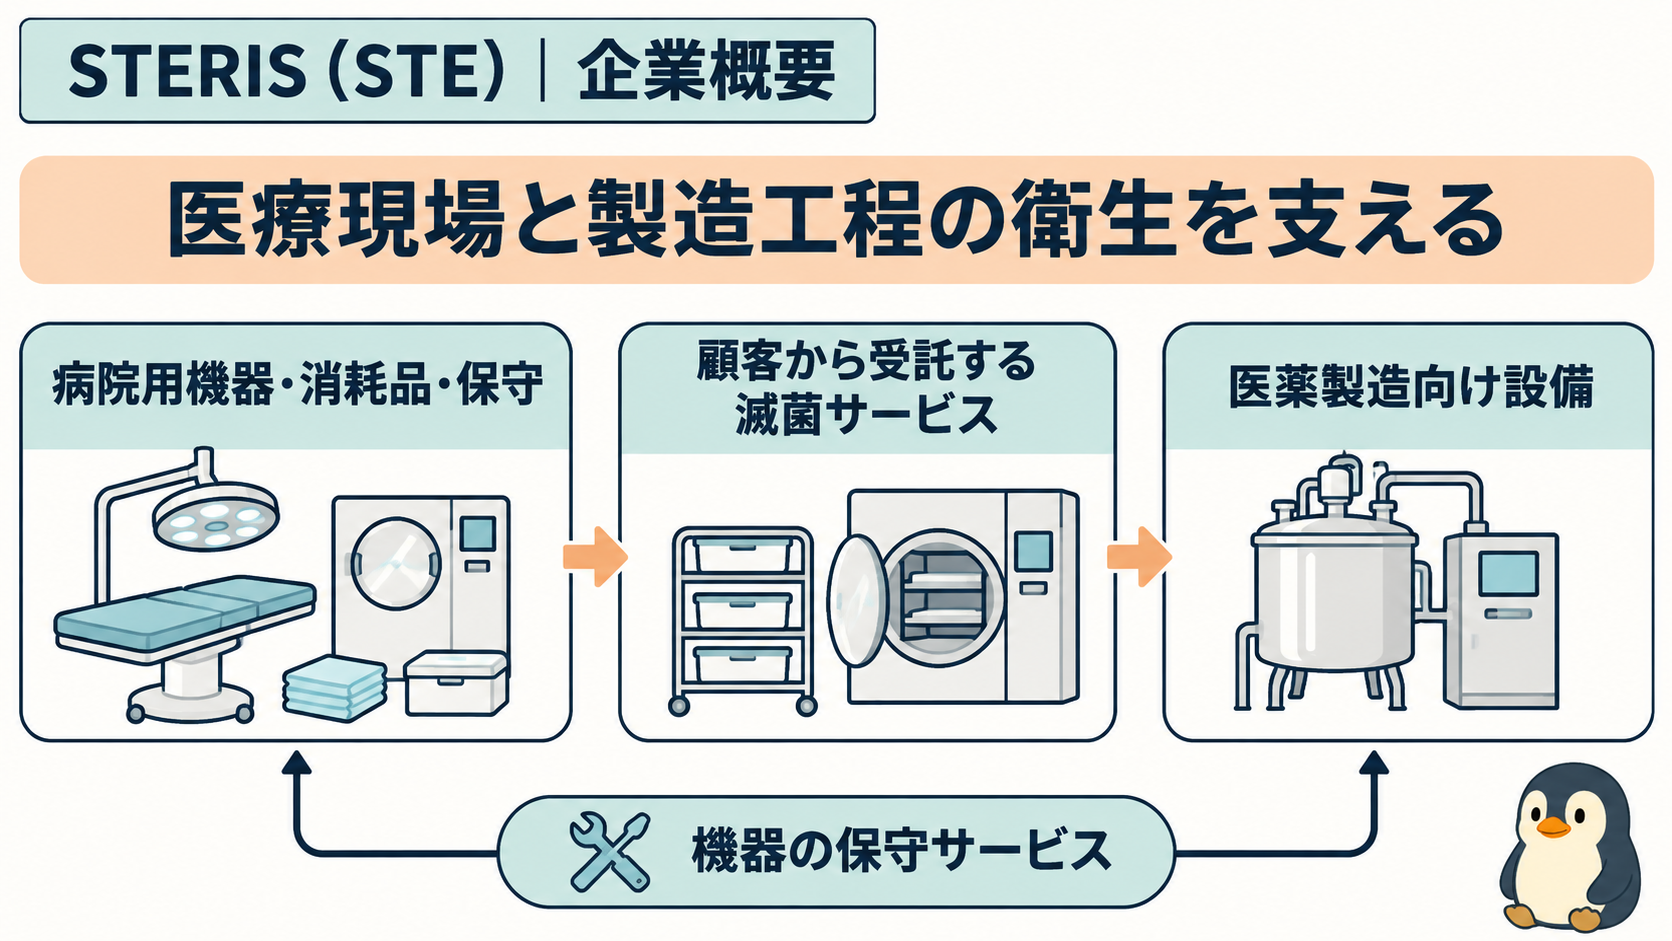 STERIS（STE）｜企業概要
医療現場と製造工程の衛生を支える
病院用機器・消耗品・保守
顧客から受託する
滅菌サービス
医薬製造向け設備
機器の保守サービス